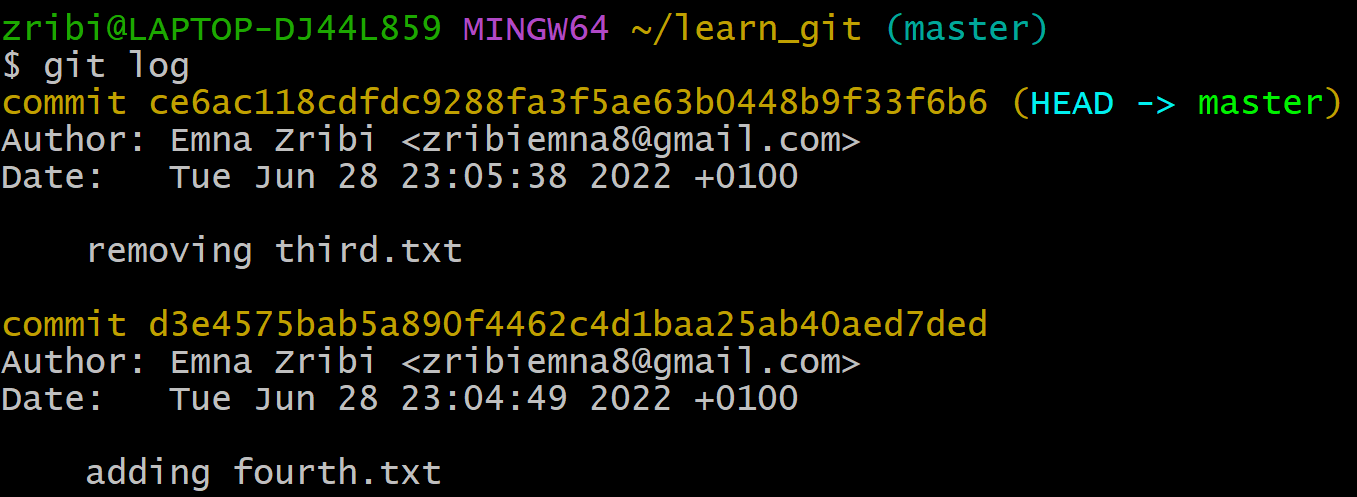 zribi@LAPTOP-DJ44L859 MINGW64 ~/learn_git (master)
$ git log
commit ce6ac118cdfdc9288fa3f5ae63b0448b9f33f6b6 (HEAD -> master)
Author: Emna Zribi <zribiemna8@gmail.com>
Date:   Tue Jun 28 23:05:38 2022 +0100
    removing third.txt
commit d3e4575bab5a890f4462c4d1baa25ab40aed7ded
Author: Emna Zribi <zribiemna8@gmail.com>
Date:   Tue Jun 28 23:04:49 2022 +0100
    adding fourth.txt